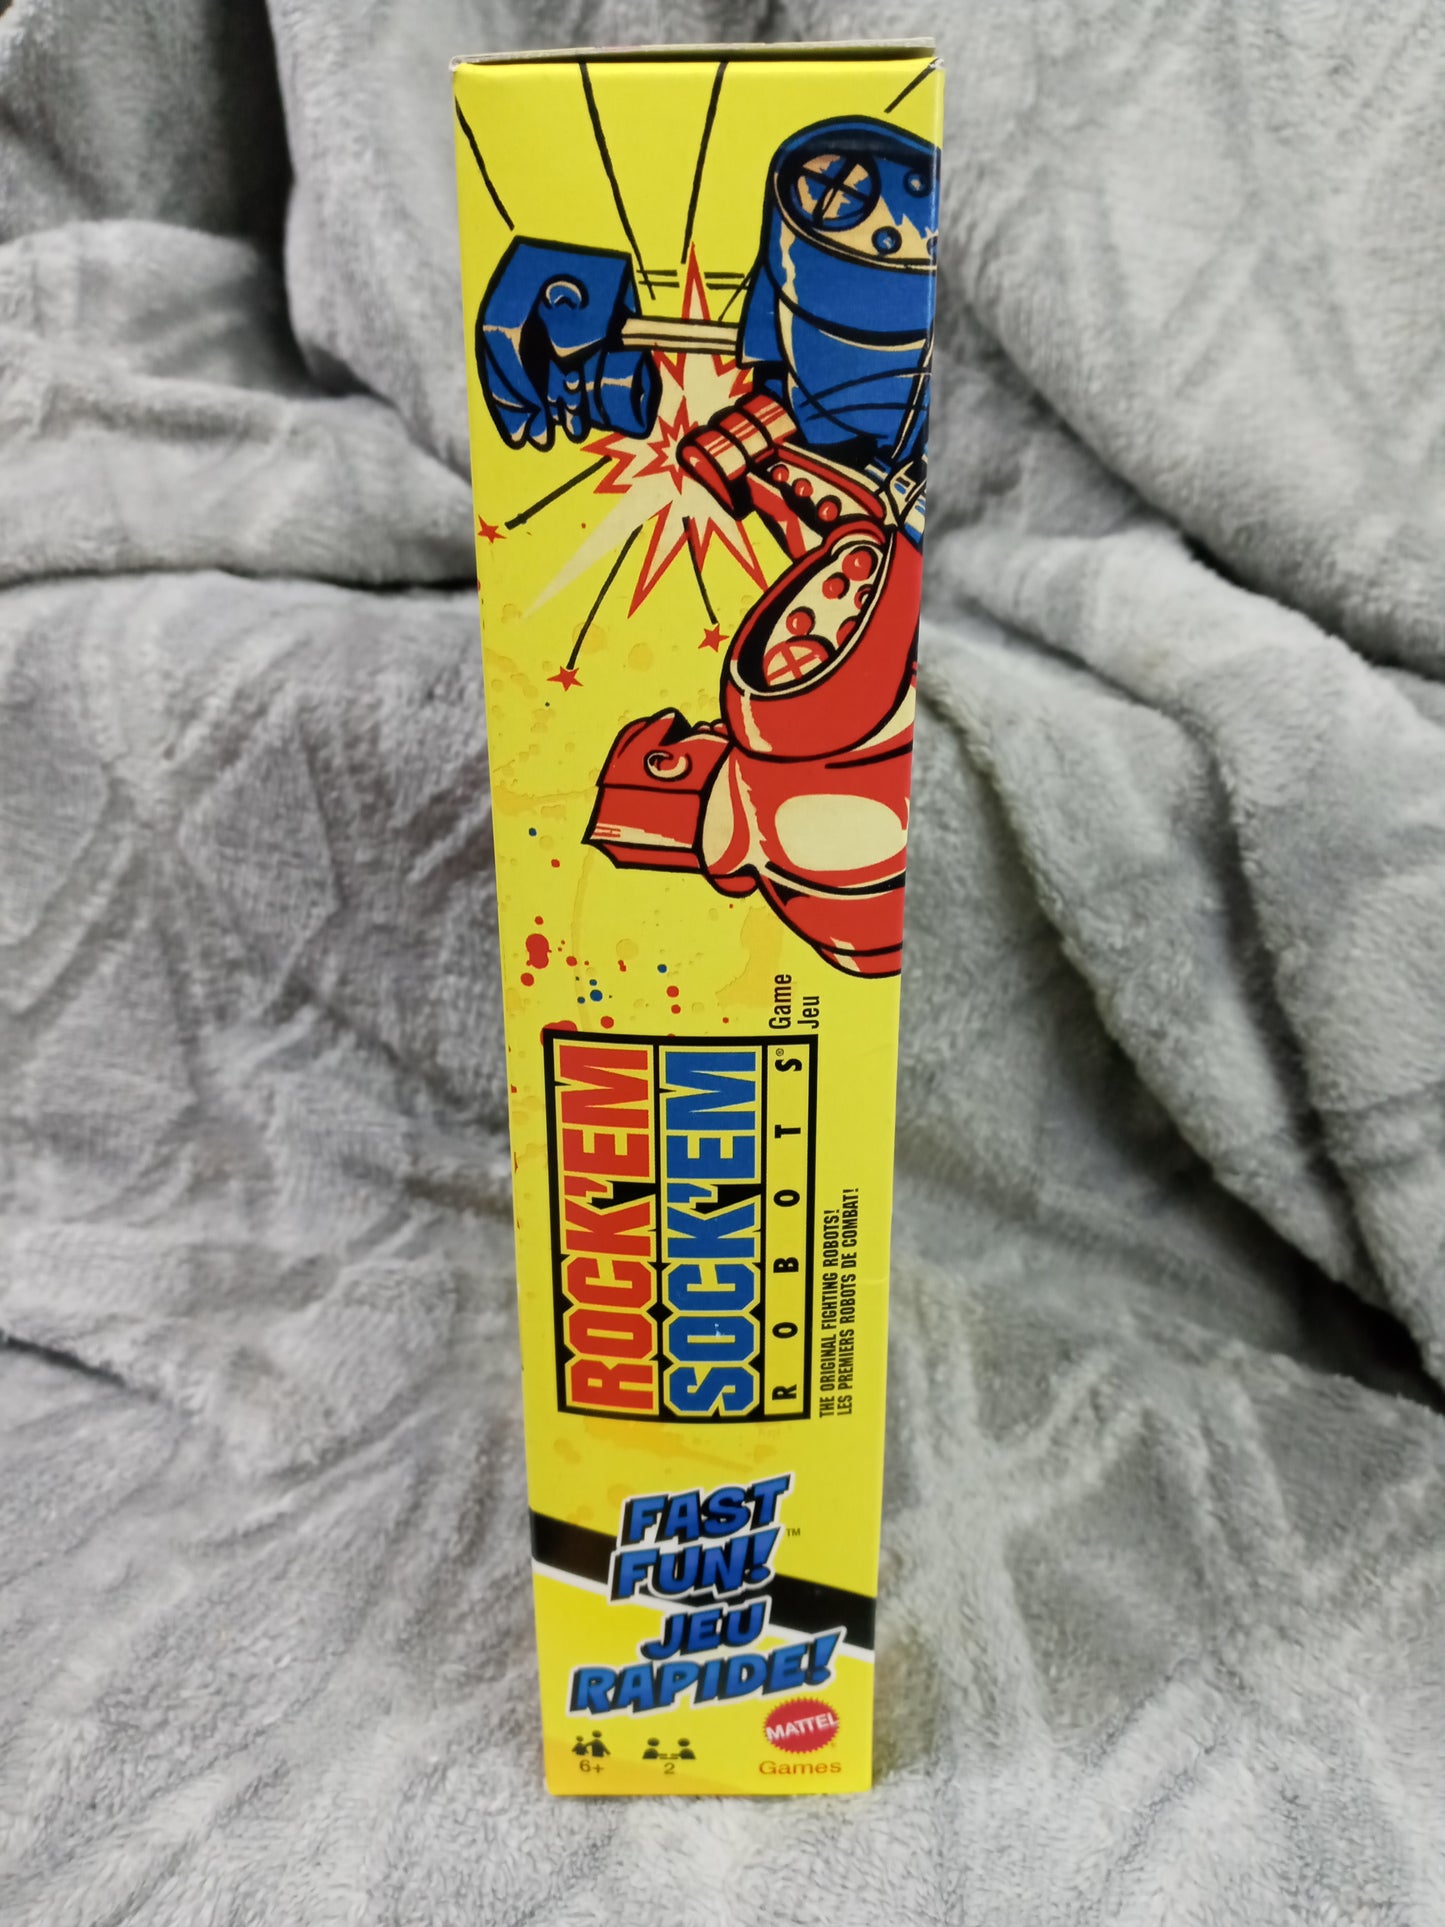 ROCK'EM
SOCK'EM
ROBOTS®
Game
Jeu
THE ORIGINAL FIGHTING ROBOTS!
LES PREMIERS ROBOTS DE COMBAT!
FAST
FUN!™
JEU
RAPIDE!
6+
2
MATTEL
Games